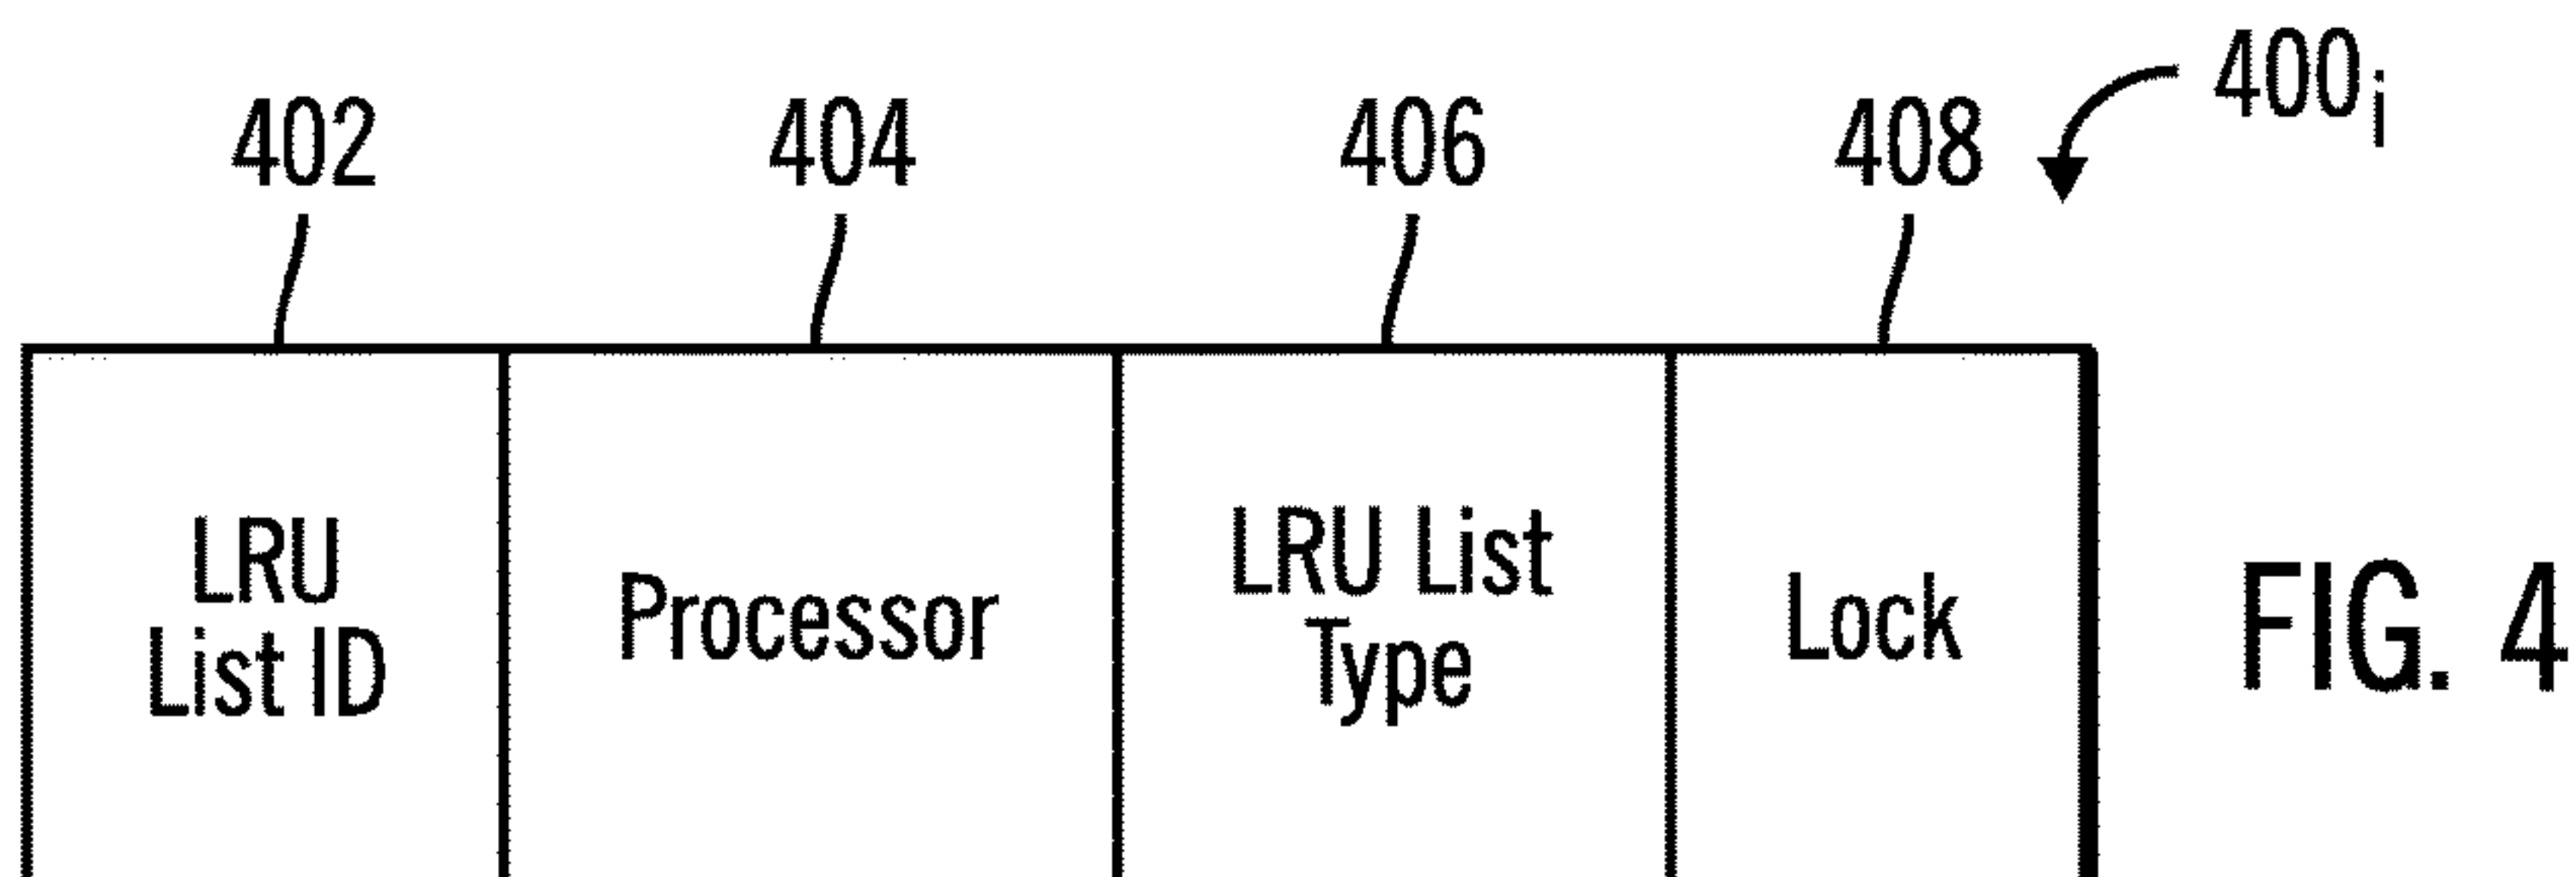 400i
402 404 406 408
LRU
List ID
Processor
LRU List
Type
Lock
FIG. 4